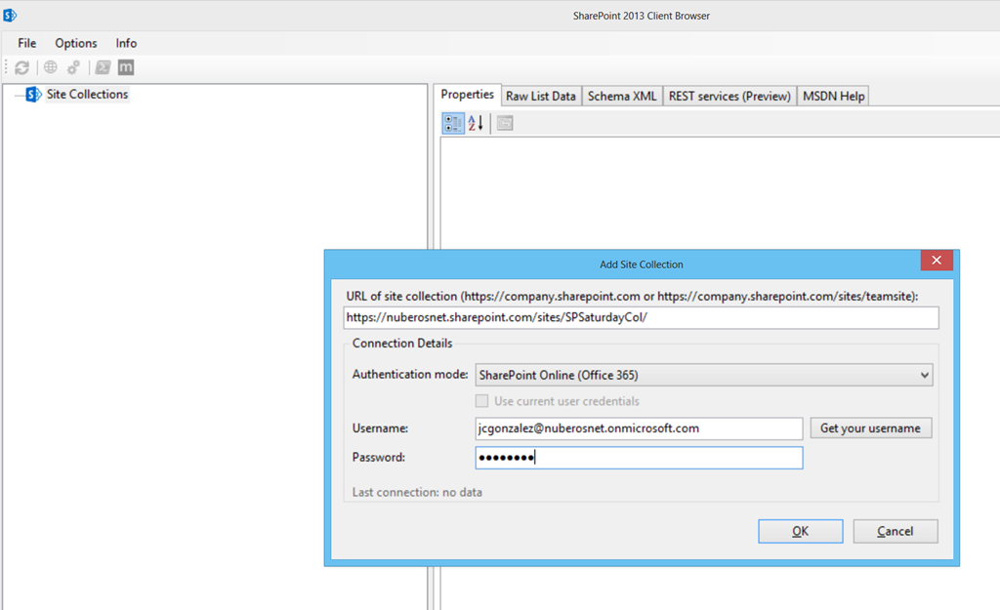 SharePoint 2013 Client Browser
File Options Info
m
Site Collections
Properties Raw List Data Schema XML REST services (Preview) MSDN Help
A Z
Add Site Collection
URL of site collection (https://company.sharepoint.com or https://company.sharepoint.com/sites/teamsite):
https://nuberosnet.sharepoint.com/sites/SPSaturdayCol/
Connection Details
Authentication mode: SharePoint Online (Office 365)
Use current user credentials
Username: jcgonzalez@nuberosnet.onmicrosoft.com Get your username
Password: ●●●●●●●●
Last connection: no data
OK Cancel